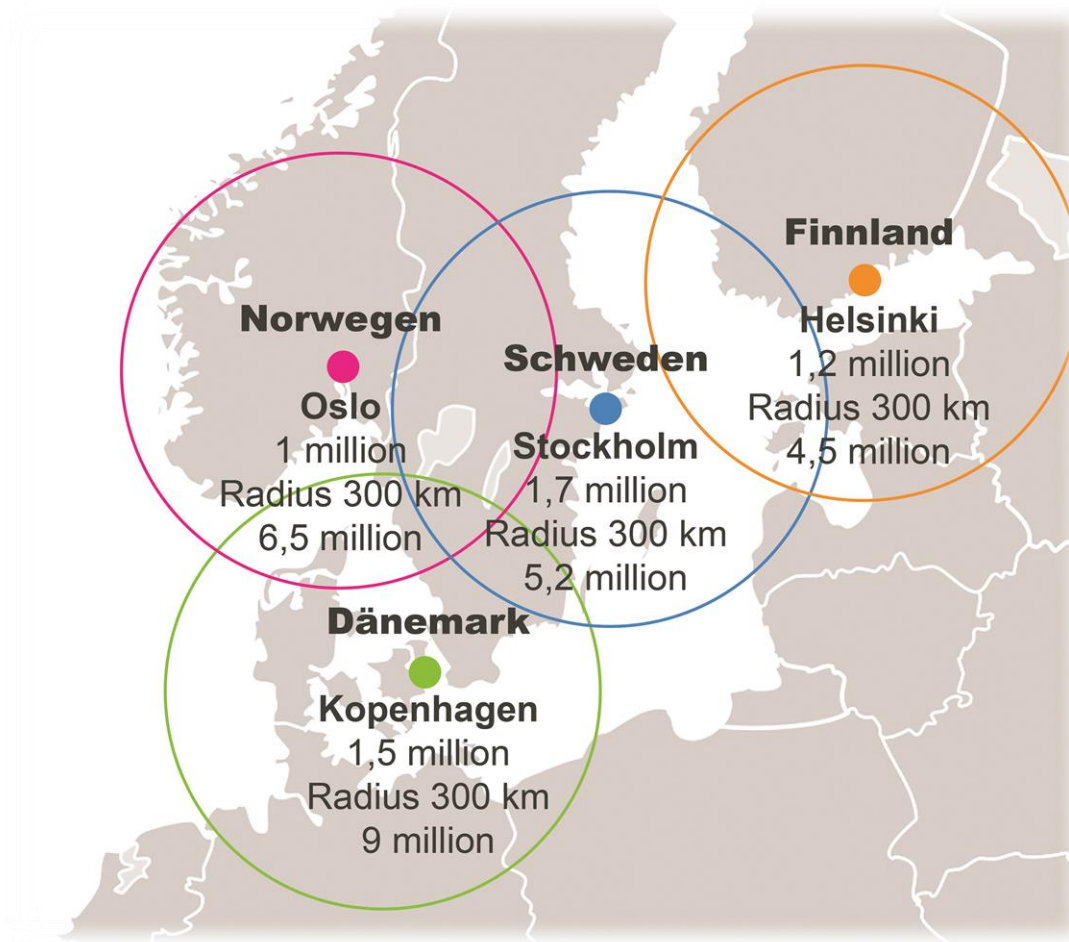 Norwegen
Oslo
1 million
Radius 300 km
6,5 million
Schweden
Stockholm
1,7 million
Radius 300 km
5,2 million
Finnland
Helsinki
1,2 million
Radius 300 km
4,5 million
Dänemark
Kopenhagen
1,5 million
Radius 300 km
9 million